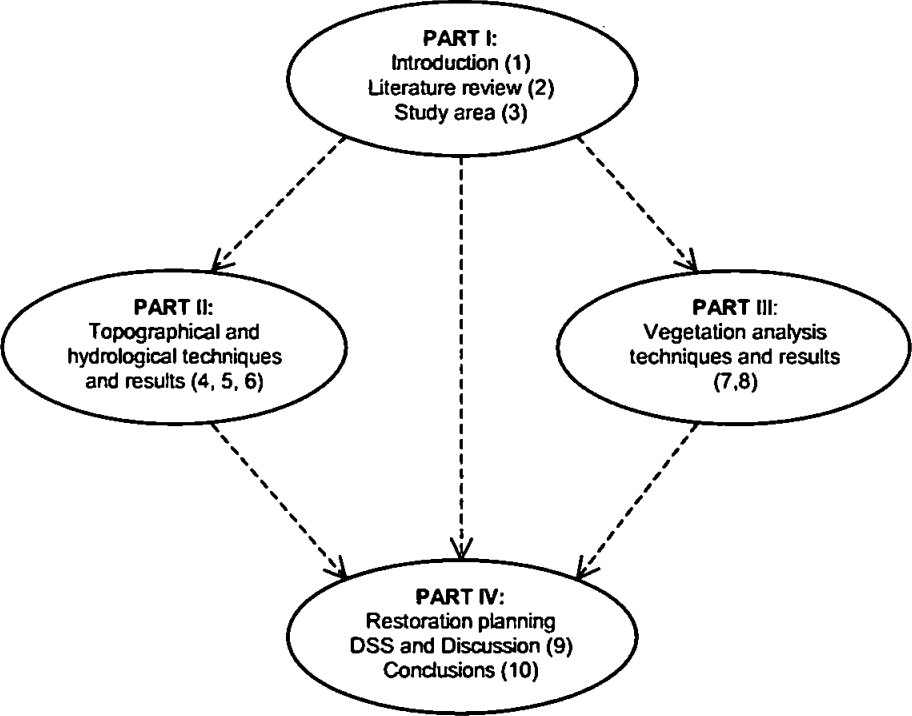 PART I:
Introduction (1)
Literature review (2)
Study area (3)
PART II:
Topographical and
hydrological techniques
and results (4, 5, 6)
PART III:
Vegetation analysis
techniques and results
(7,8)
PART IV:
Restoration planning
DSS and Discussion (9)
Conclusions (10)